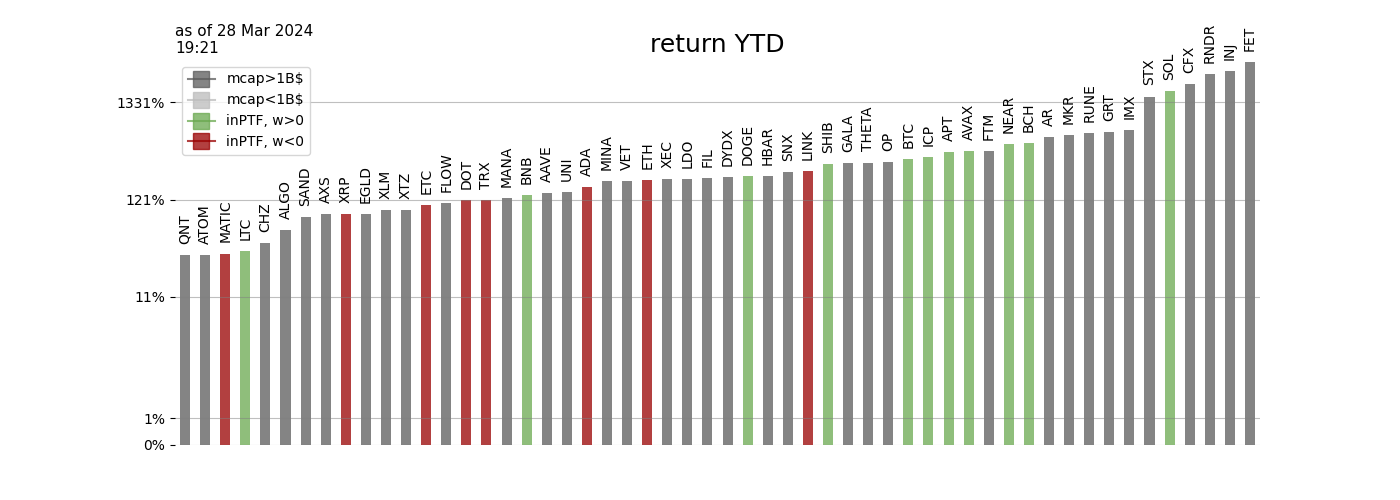 as of 28 Mar 2024
19:21
return YTD
mcap>1B$
mcap<1B$
inPTF, w>0
inPTF, w<0
1331%
121%
11%
1%
0%
QNT
ATOM
MATIC
LTC
CHZ
ALGO
SAND
AXS
XRP
EGLD
XLM
XTZ
ETC
FLOW
DOT
TRX
MANA
BNB
AAVE
UNI
ADA
MINA
VET
ETH
XEC
LDO
FIL
DYDX
DOGE
HBAR
SNX
LINK
SHIB
GALA
THETA
OP
BTC
ICP
APT
AVAX
FTM
NEAR
BCH
AR
MKR
RUNE
GRT
IMX
STX
SOL
CFX
RNDR
INJ
FET